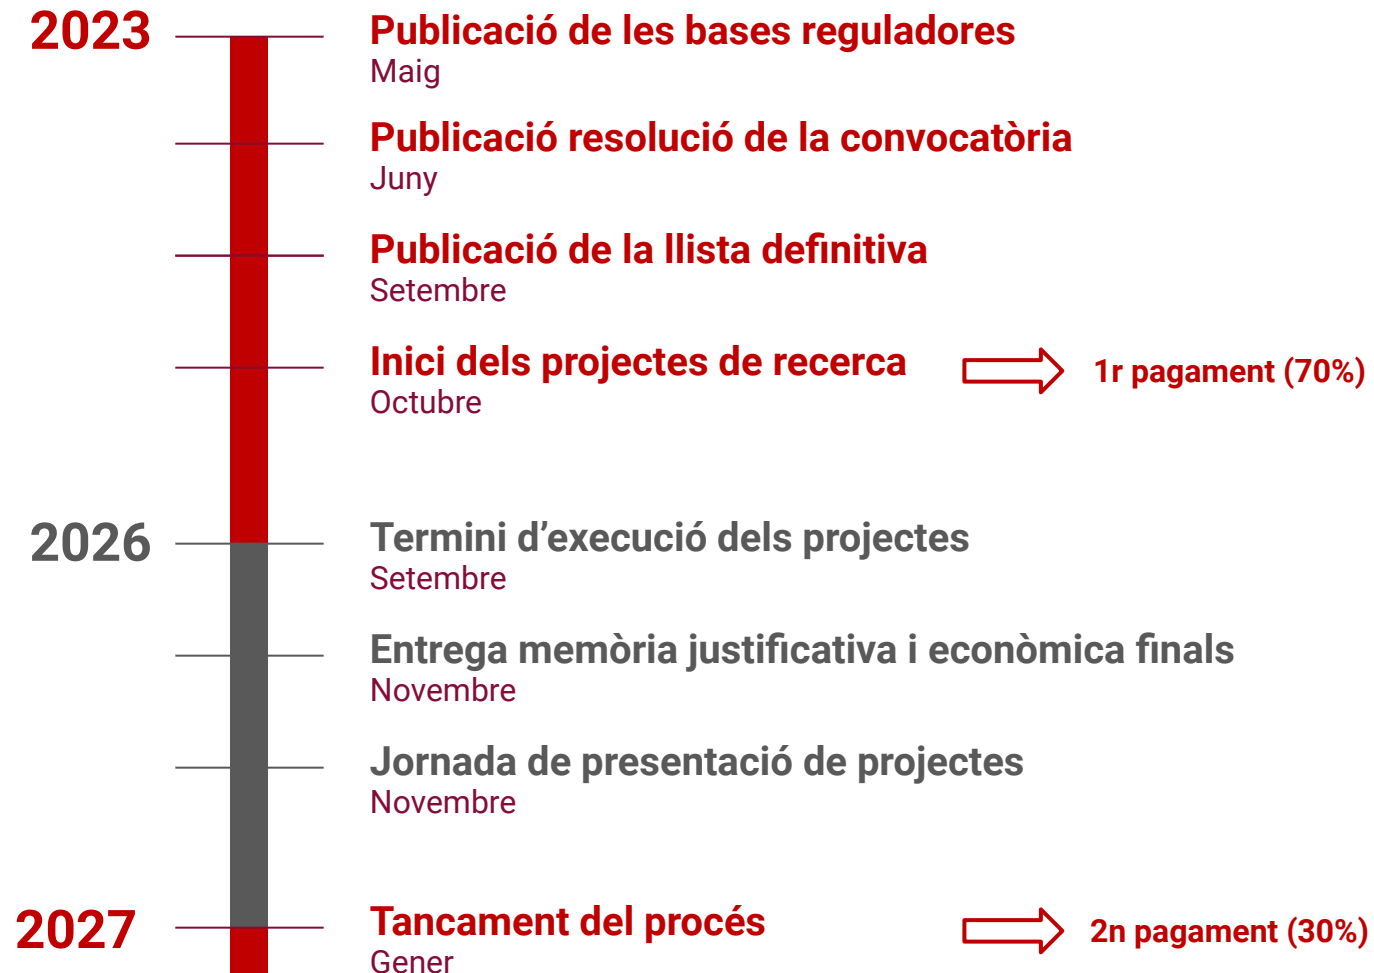 2023
Publicació de les bases reguladores
Maig
Publicació resolució de la convocatòria
Juny
Publicació de la llista definitiva
Setembre
Inici dels projectes de recerca
Octubre
1r pagament (70%)
2026
Termini d’execució dels projectes
Setembre
Entrega memòria justificativa i econòmica finals
Novembre
Jornada de presentació de projectes
Novembre
2027
Tancament del procés
Gener
2n pagament (30%)